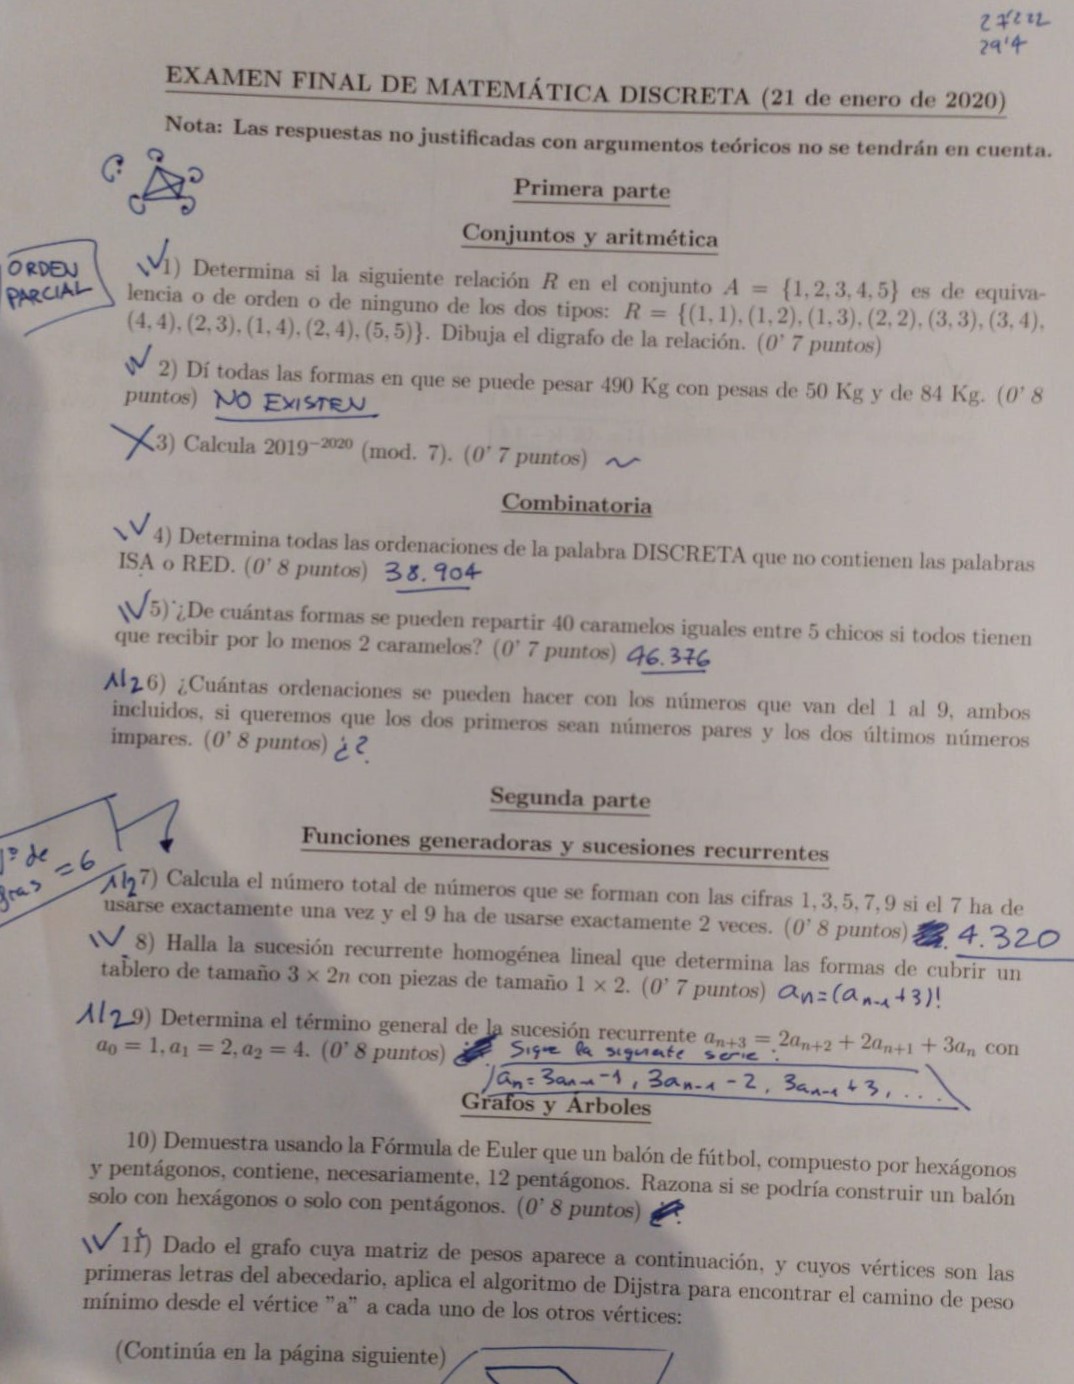 27222
29'4
EXAMEN FINAL DE MATEMÁTICA DISCRETA (21 de enero de 2020)
Nota: Las respuestas no justificadas con argumentos teóricos no se tendrán en cuenta.
Primera parte
Conjuntos y aritmética
ORDEN
PARCIAL
1) Determina si la siguiente relación R en el conjunto A = {1, 2, 3, 4, 5} es de equiva-
lencia o de orden o de ninguno de los dos tipos: R = {(1, 1), (1, 2), (1, 3), (2, 2), (3, 3), (3, 4),
(4, 4), (2, 3), (1, 4), (2, 4), (5, 5)}. Dibuja el digrafo de la relación. (0' 7 puntos)
2) Dí todas las formas en que se puede pesar 490 Kg con pesas de 50 Kg y de 84 Kg. (0' 8
puntos) NO EXISTEN
3) Calcula 2019⁻²⁰²⁰ (mod. 7). (0' 7 puntos) ~
Combinatoria
4) Determina todas las ordenaciones de la palabra DISCRETA que no contienen las palabras
ISA o RED. (0' 8 puntos) 38.904
5) ¿De cuántas formas se pueden repartir 40 caramelos iguales entre 5 chicos si todos tienen
que recibir por lo menos 2 caramelos? (0' 7 puntos) 46.376
1/2 6) ¿Cuántas ordenaciones se pueden hacer con los números que van del 1 al 9, ambos
incluidos, si queremos que los dos primeros sean números pares y los dos últimos números
impares. (0' 8 puntos) ¿?
Segunda parte
Funciones generadoras y sucesiones recurrentes
de
= 6
1/2 7) Calcula el número total de números que se forman con las cifras 1, 3, 5, 7, 9 si el 7 ha de
usarse exactamente una vez y el 9 ha de usarse exactamente 2 veces. (0' 8 puntos) 4.320
8) Halla la sucesión recurrente homogénea lineal que determina las formas de cubrir un
tablero de tamaño 3 × 2n con piezas de tamaño 1 × 2. (0' 7 puntos) aₙ=(aₙ₋₁+3)!
1/2 9) Determina el término general de la sucesión recurrente aₙ₊₃ = 2aₙ₊₂ + 2aₙ₊₁ + 3aₙ con
a₀ = 1, a₁ = 2, a₂ = 4. (0' 8 puntos) Sigue la siguiente serie:
aₙ=3aₙ₋₁-1, 3aₙ₋₁-2, 3aₙ₋₁+3, ...
Grafos y Árboles
10) Demuestra usando la Fórmula de Euler que un balón de fútbol, compuesto por hexágonos
y pentágonos, contiene, necesariamente, 12 pentágonos. Razona si se podría construir un balón
solo con hexágonos o solo con pentágonos. (0' 8 puntos)
11) Dado el grafo cuya matriz de pesos aparece a continuación, y cuyos vértices son las
primeras letras del abecedario, aplica el algoritmo de Dijstra para encontrar el camino de peso
mínimo desde el vértice "a" a cada uno de los otros vértices:
(Continúa en la página siguiente)